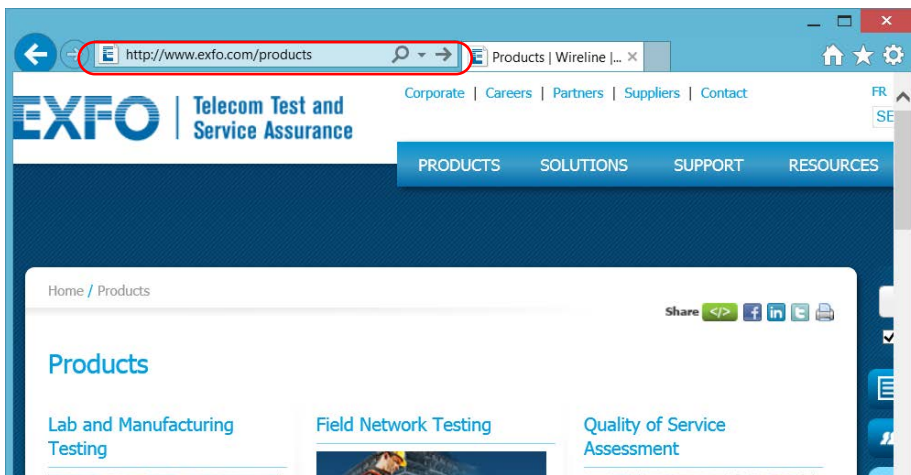 http://www.exfo.com/products
Products | Wireline |...
EXFO
Telecom Test and
Service Assurance
Corporate | Careers | Partners | Suppliers | Contact
FR
SE
PRODUCTS SOLUTIONS SUPPORT RESOURCES
Home / Products
Share
Products
Lab and Manufacturing
Testing
Field Network Testing
Quality of Service
Assessment